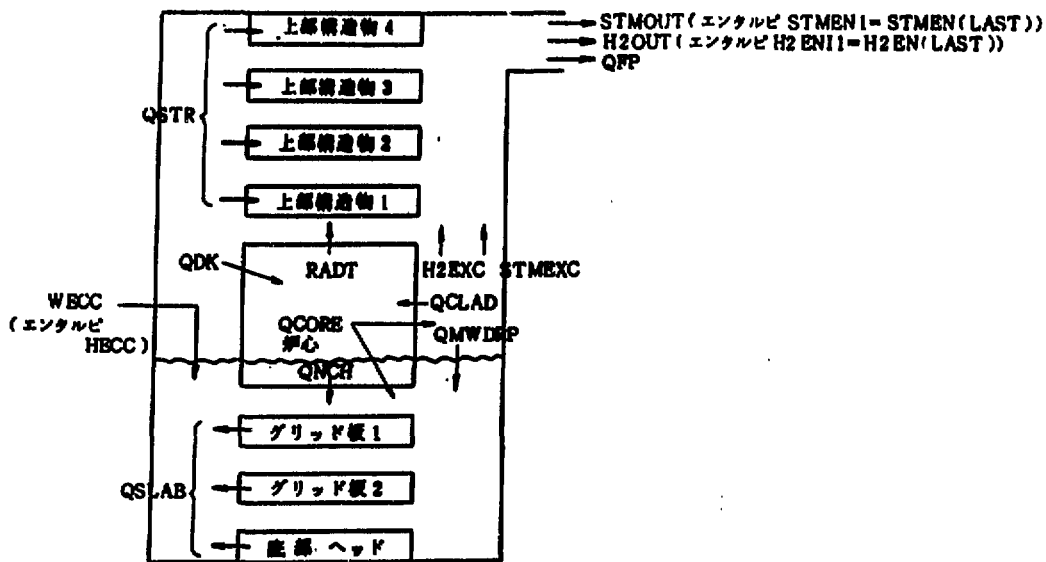 上部構造物4
STMOUT(エンタルピ STMENI=STMEN(LAST))
H2OUT(エンタルピ H2ENI1=H2EN(LAST))
QFP
上部構造物3
QSTR
上部構造物2
上部構造物1
QDK
RADT
H2EXC STMEXC
WECC
(エンタルピ
HECC)
QCLAD
QCORE
炉心
QMWDRP
QNCH
グリッド板1
QSLAB
グリッド板2
底部ヘッド